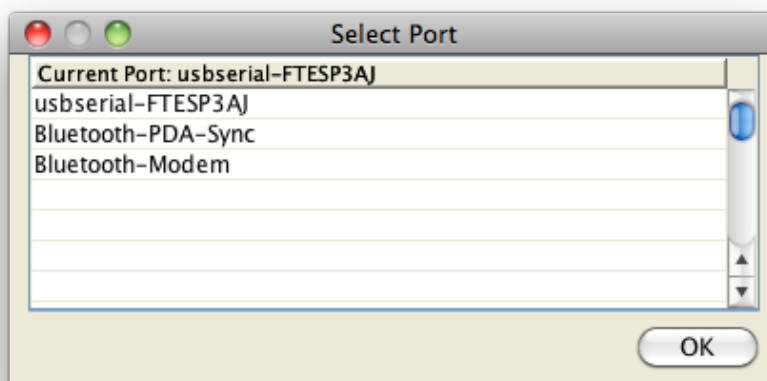 Select Port
Current Port: usbserial-FTESP3AJ
usbserial-FTESP3AJ
Bluetooth-PDA-Sync
Bluetooth-Modem
OK